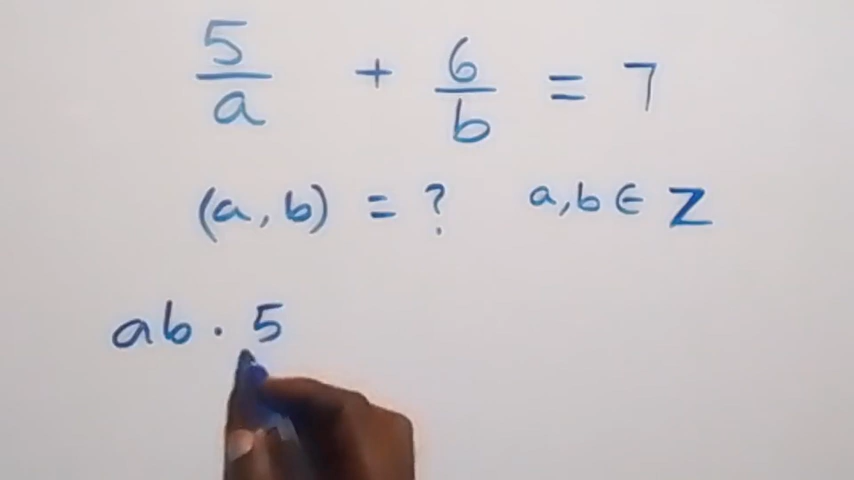 5/a + 6/b = 7
(a, b) = ? a, b ∈ Z
ab · 5